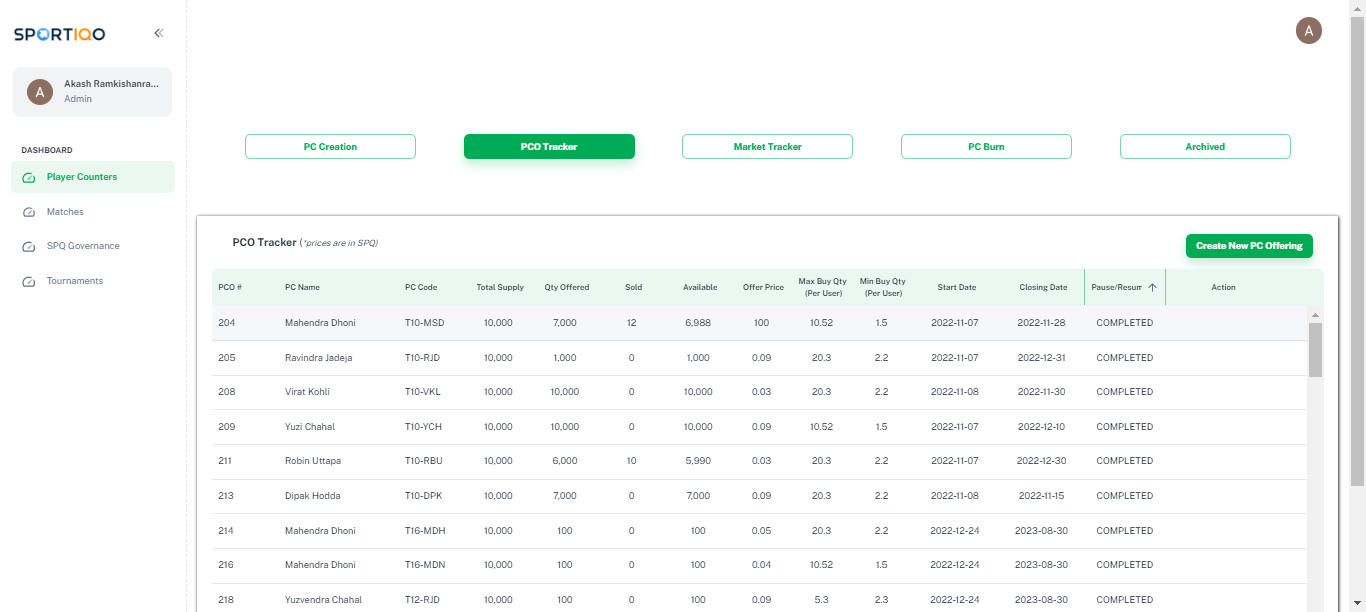 SPORTIQO
A
A
Akash Ramkishanra...
Admin
DASHBOARD
Player Counters
Matches
SPQ Governance
Tournaments
PC Creation
PCO Tracker
Market Tracker
PC Burn
Archived
PCO Tracker (*prices are in SPQ)
Create New PC Offering
PCO # PC Name PC Code Total Supply Qty Offered Sold Available Offer Price Max Buy Qty (Per User) Min Buy Qty (Per User) Start Date Closing Date Pause/Resum Action
204 Mahendra Dhoni T10-MSD 10,000 7,000 12 6,988 100 10.52 1.5 2022-11-07 2022-11-28 COMPLETED
205 Ravindra Jadeja T10-RJD 10,000 1,000 0 1,000 0.09 20.3 2.2 2022-11-07 2022-12-31 COMPLETED
208 Virat Kohli T10-VKL 10,000 10,000 0 10,000 0.03 20.3 2.2 2022-11-08 2022-11-30 COMPLETED
209 Yuzi Chahal T10-YCH 10,000 10,000 0 10,000 0.09 10.52 1.5 2022-11-07 2022-12-10 COMPLETED
211 Robin Uttapa T10-RBU 10,000 6,000 10 5,990 0.03 20.3 2.2 2022-11-07 2022-12-30 COMPLETED
213 Dipak Hodda T10-DPK 10,000 7,000 0 7,000 0.09 20.3 2.2 2022-11-08 2022-11-15 COMPLETED
214 Mahendra Dhoni T16-MDH 10,000 100 0 100 0.05 20.3 2.2 2022-12-24 2023-08-30 COMPLETED
216 Mahendra Dhoni T16-MDN 10,000 100 0 100 0.04 10.52 1.5 2022-12-24 2023-08-30 COMPLETED
218 Yuzvendra Chahal T12-RJD 10,000 100 0 100 0.09 5.3 2.3 2022-12-24 2023-08-30 COMPLETED